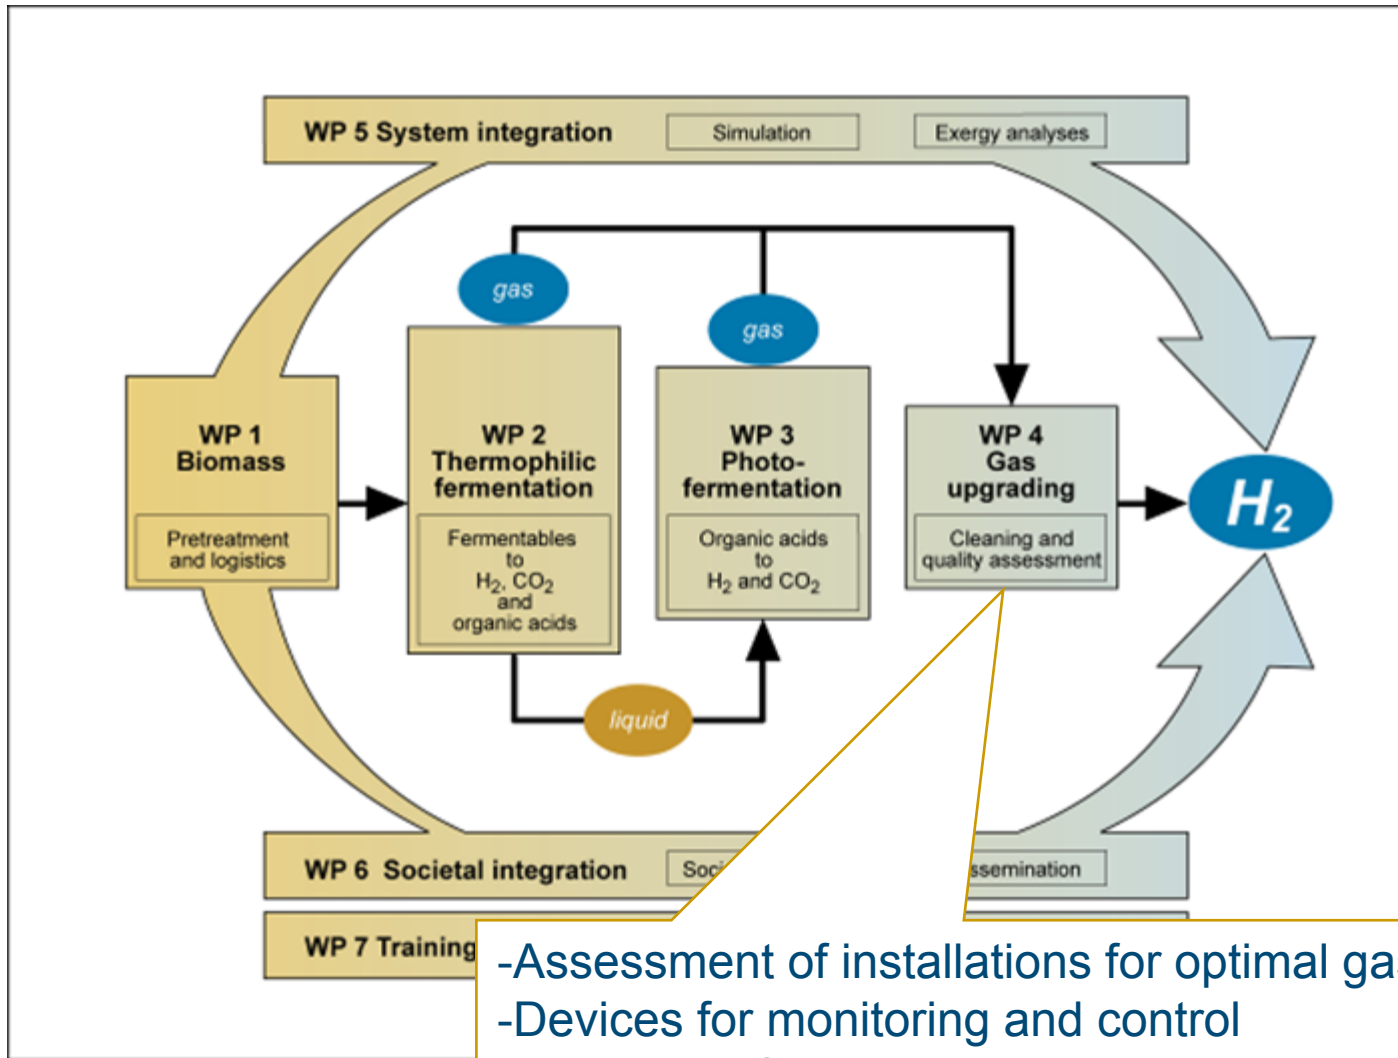 WP 5 System integration
Simulation
Exergy analyses
gas
gas
WP 1
Biomass
Pretreatment
and logistics
WP 2
Thermophilic
fermentation
Fermentables
to
H2, CO2
and
organic acids
WP 3
Photo-
fermentation
Organic acids
to
H2 and CO2
WP 4
Gas
upgrading
Cleaning and
quality assessment
H2
liquid
WP 6 Societal integration
Soci
ssemination
WP 7 Training
-Assessment of installations for optimal ga
-Devices for monitoring and control